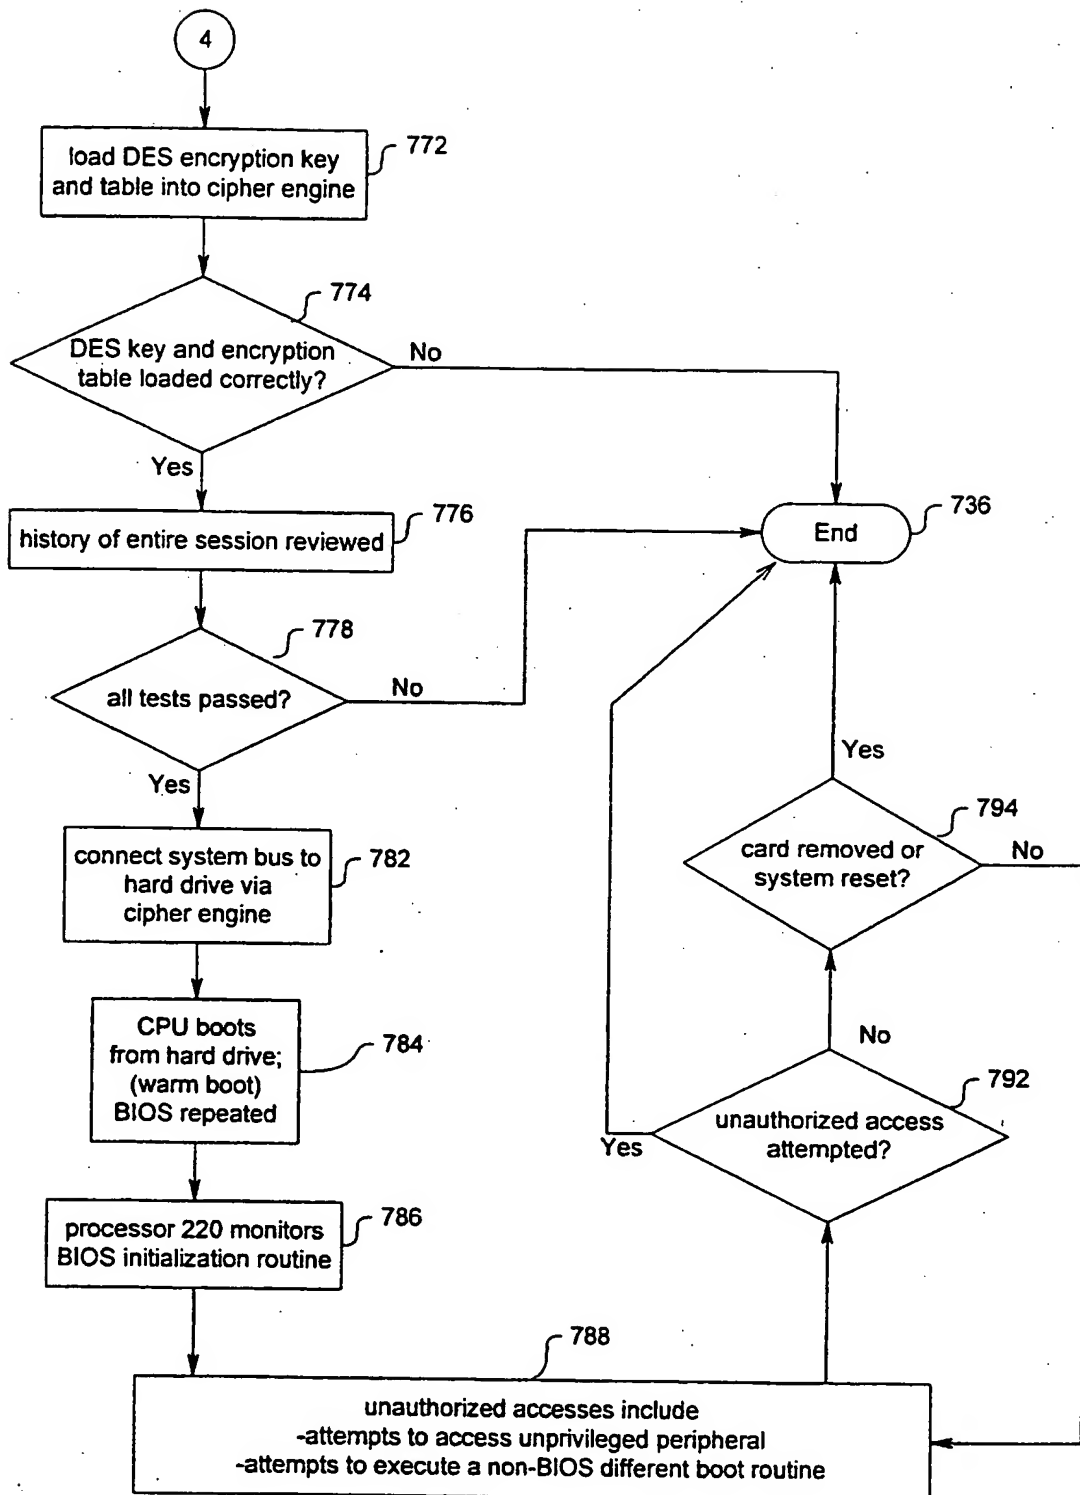 4
load DES encryption key
and table into cipher engine
772
774
DES key and encryption
table loaded correctly?
No
Yes
history of entire session reviewed
776
End
736
778
all tests passed?
No
Yes
connect system bus to
hard drive via
cipher engine
782
Yes
794
card removed or
system reset?
No
CPU boots
from hard drive;
(warm boot)
BIOS repeated
784
No
792
unauthorized access
attempted?
Yes
processor 220 monitors
BIOS initialization routine
786
788
unauthorized accesses include
-attempts to access unprivileged peripheral
-attempts to execute a non-BIOS different boot routine